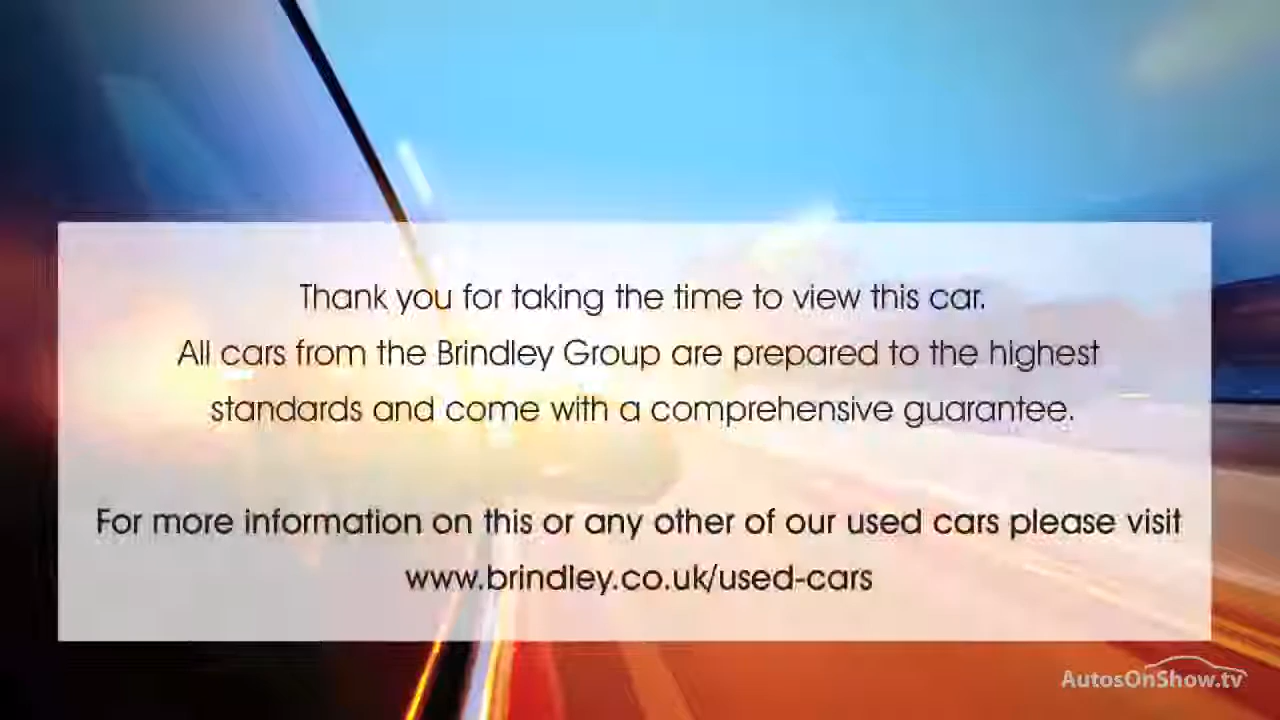 Thank you for taking the time to view this car.
All cars from the Brindley Group are prepared to the highest
standards and come with a comprehensive guarantee.
For more information on this or any other of our used cars please visit
www.brindley.co.uk/used-cars
AutosOnShow.tv